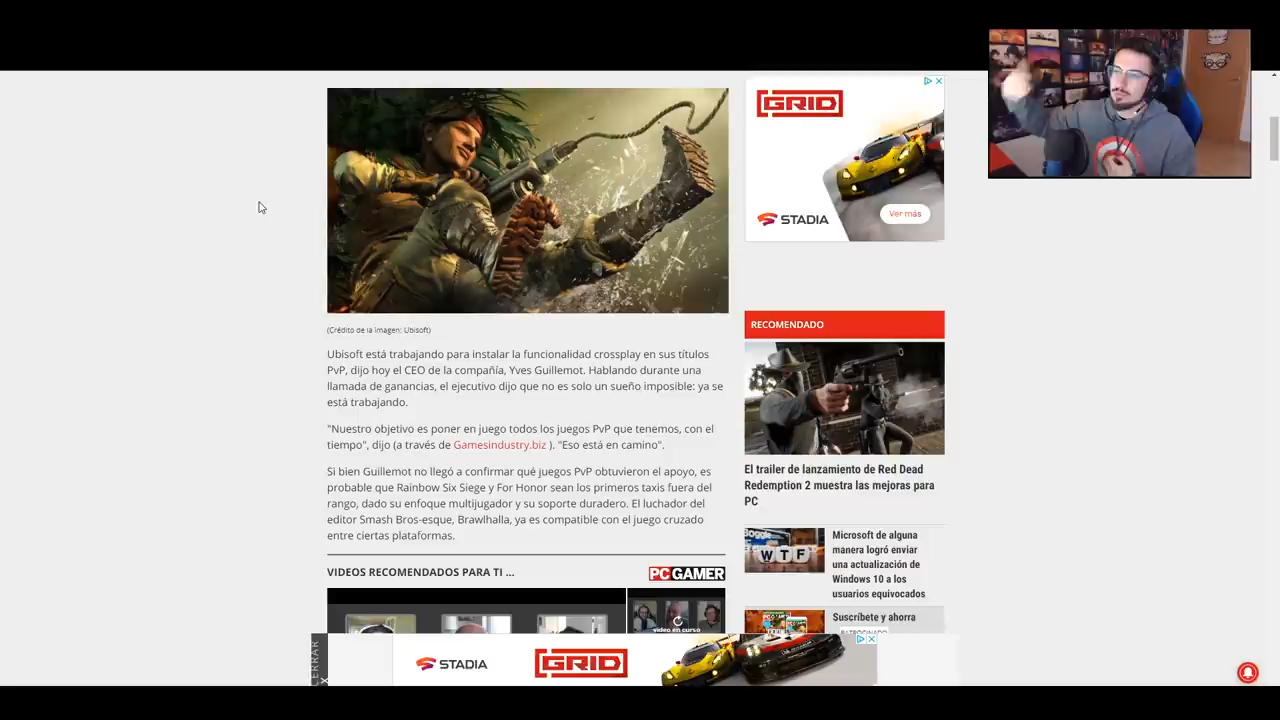 GRID
STADIA
Ver más
(Crédito de la imagen: Ubisoft)
Ubisoft está trabajando para instalar la funcionalidad crossplay en sus títulos
PvP, dijo hoy el CEO de la compañía, Yves Guillemot. Hablando durante una
llamada de ganancias, el ejecutivo dijo que no es solo un sueño imposible: ya se
está trabajando.
"Nuestro objetivo es poner en juego todos los juegos PvP que tenemos, con el
tiempo", dijo (a través de Gamesindustry.biz ). "Eso está en camino".
Si bien Guillemot no llegó a confirmar qué juegos PvP obtuvieron el apoyo, es
probable que Rainbow Six Siege y For Honor sean los primeros taxis fuera del
rango, dado su enfoque multijugador y su soporte duradero. El luchador del
editor Smash Bros-esque, Brawlhalla, ya es compatible con el juego cruzado
entre ciertas plataformas.
VIDEOS RECOMENDADOS PARA TI ...
PC GAMER
video en curso
RECOMENDADO
El trailer de lanzamiento de Red Dead
Redemption 2 muestra las mejoras para
PC
WTF
Microsoft de alguna
manera logró enviar
una actualización de
Windows 10 a los
usuarios equivocados
Suscríbete y ahorra
PATROCINADO
CERRAR X
STADIA
GRID